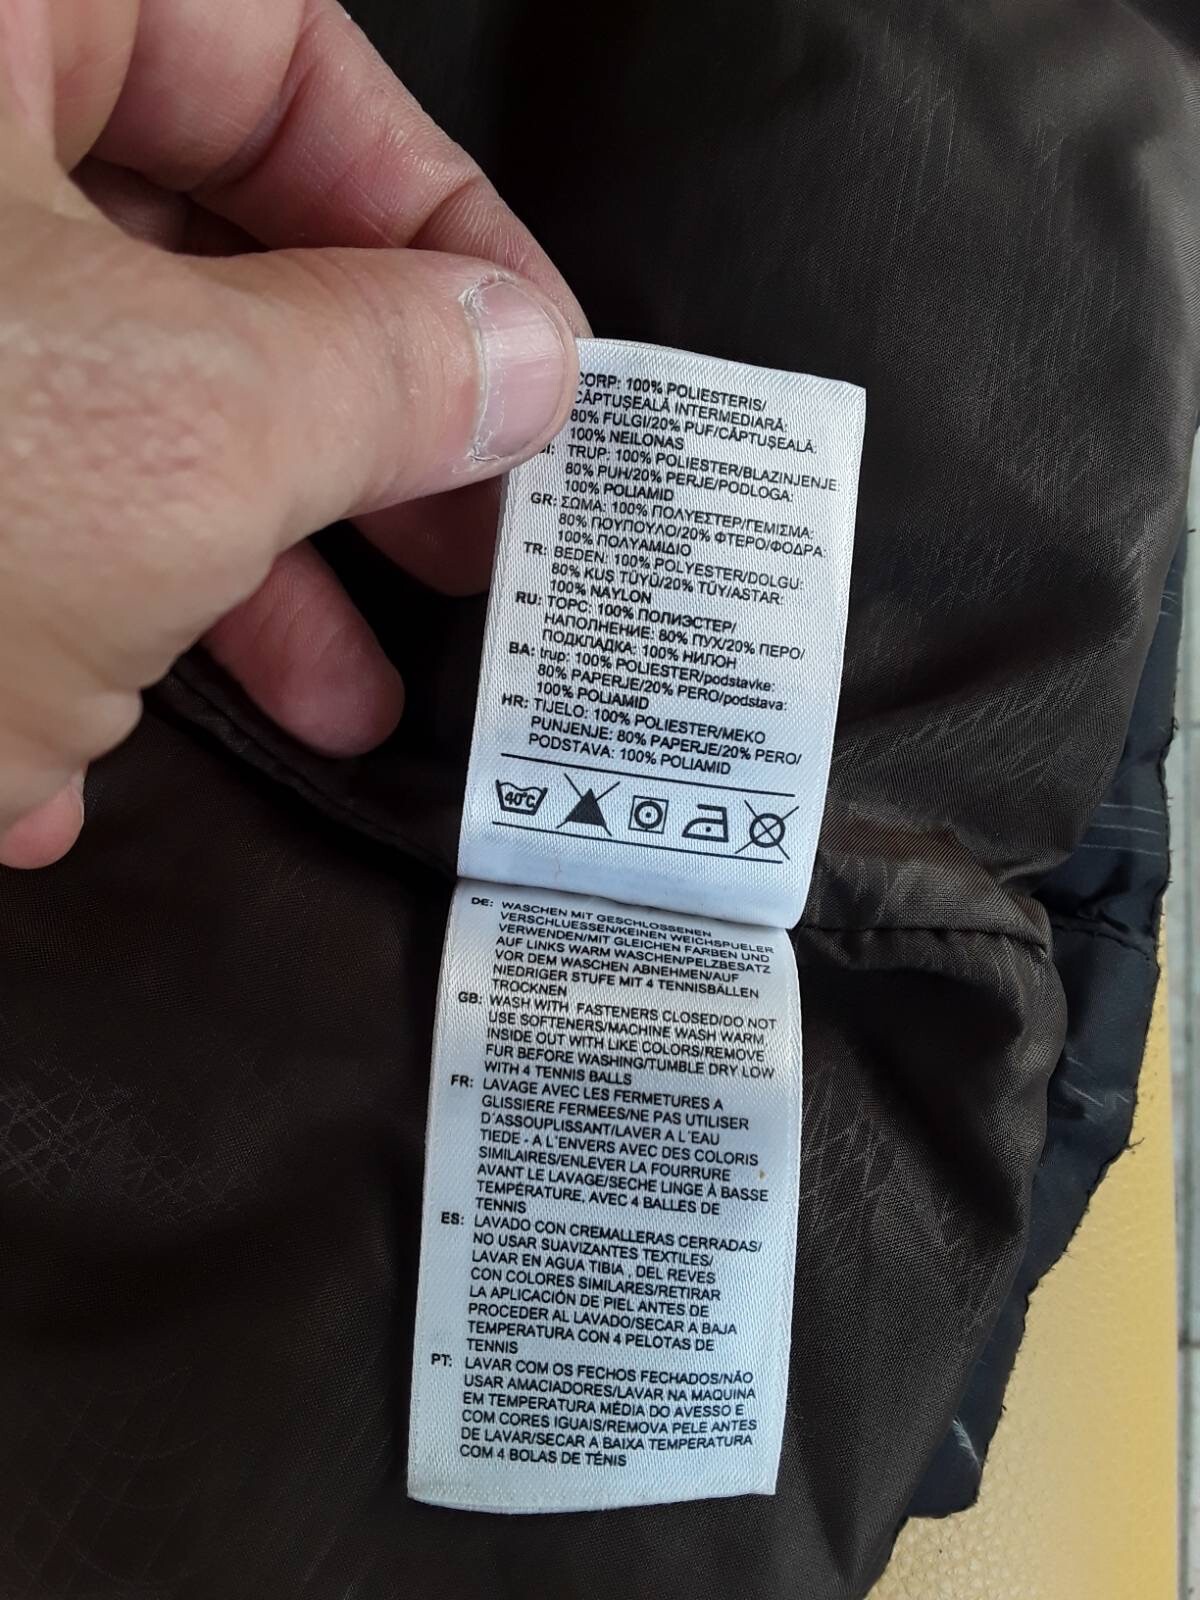 CORP: 100% POLIESTERIS/
CĂPTUȘEALĂ INTERMEDIARĂ:
80% FULGI/20% PUF/CĂPTUȘEALĂ:
100% NEILONAS
TRUP: 100% POLIESTER/BLAZINJENJE:
80% PUH/20% PERJE/PODLOGA:
100% POLIAMID
GR: ΣΩΜΑ: 100% ΠΟΛΥΕΣΤΕΡ/ΓΕΜΙΣΜΑ:
80% ΠΟΥΠΟΥΛΟ/20% ΦΤΕΡΟ/ΦΟΔΡΑ:
100% ΠΟΛΥΑΜΙΔΙΟ
TR: BEDEN: 100% POLYESTER/DOLGU:
80% KUŞ TÜYÜ/20% TÜY/ASTAR:
100% NAYLON
RU: ТОРС: 100% ПОЛИЭСТЕР/
НАПОЛНЕНИЕ: 80% ПУХ/20% ПЕРО/
ПОДКЛАДКА: 100% НИЛОН
BA: trup: 100% POLIESTER/podstavke:
80% PAPERJE/20% PERO/podstava:
100% POLIAMID
HR: TIJELO: 100% POLIESTER/MEKO
PUNJENJE: 80% PAPERJE/20% PERO/
PODSTAVA: 100% POLIAMID
40°C
DE: WASCHEN MIT GESCHLOSSENEN
VERSCHLUESSEN/KEINEN WEICHSPUELER
VERWENDEN/MIT GLEICHEN FARBEN UND
AUF LINKS WARM WASCHEN/PELZBESATZ
VOR DEM WASCHEN ABNEHMEN/AUF
NIEDRIGER STUFE MIT 4 TENNISBÄLLEN
TROCKNEN
GB: WASH WITH FASTENERS CLOSED/DO NOT
USE SOFTENERS/MACHINE WASH WARM
INSIDE OUT WITH LIKE COLORS/REMOVE
FUR BEFORE WASHING/TUMBLE DRY LOW
WITH 4 TENNIS BALLS
FR: LAVAGE AVEC LES FERMETURES A
GLISSIERE FERMEES/NE PAS UTILISER
D'ASSOUPLISSANT/LAVER A L'EAU
TIEDE - A L'ENVERS AVEC DES COLORIS
SIMILAIRES/ENLEVER LA FOURRURE
AVANT LE LAVAGE/SECHE LINGE À BASSE
TEMPÉRATURE, AVEC 4 BALLES DE
TENNIS
ES: LAVADO CON CREMALLERAS CERRADAS/
NO USAR SUAVIZANTES TEXTILES/
LAVAR EN AGUA TIBIA , DEL REVES
CON COLORES SIMILARES/RETIRAR
LA APLICACIÓN DE PIEL ANTES DE
PROCEDER AL LAVADO/SECAR A BAJA
TEMPERATURA CON 4 PELOTAS DE
TENNIS
PT: LAVAR COM OS FECHOS FECHADOS/NÃO
USAR AMACIADORES/LAVAR NA MAQUINA
EM TEMPERATURA MÉDIA DO AVESSO E
COM CORES IGUAIS/REMOVA PELE ANTES
DE LAVAR/SECAR A BAIXA TEMPERATURA
COM 4 BOLAS DE TÉNIS